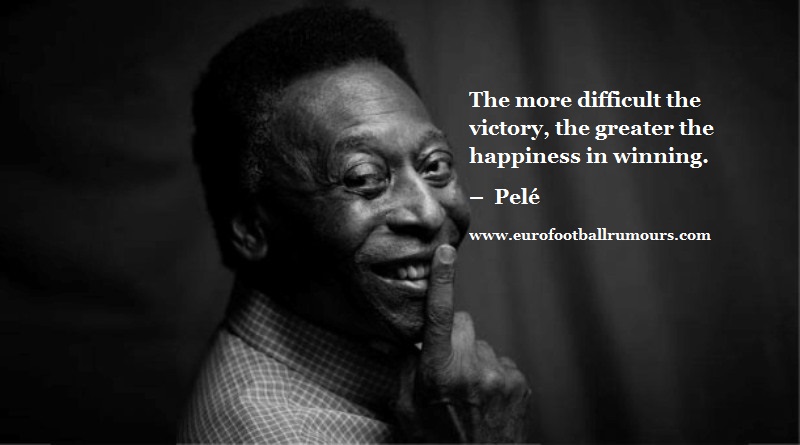 The more difficult the
victory, the greater the
happiness in winning.
– Pelé
www.eurofootballrumours.com